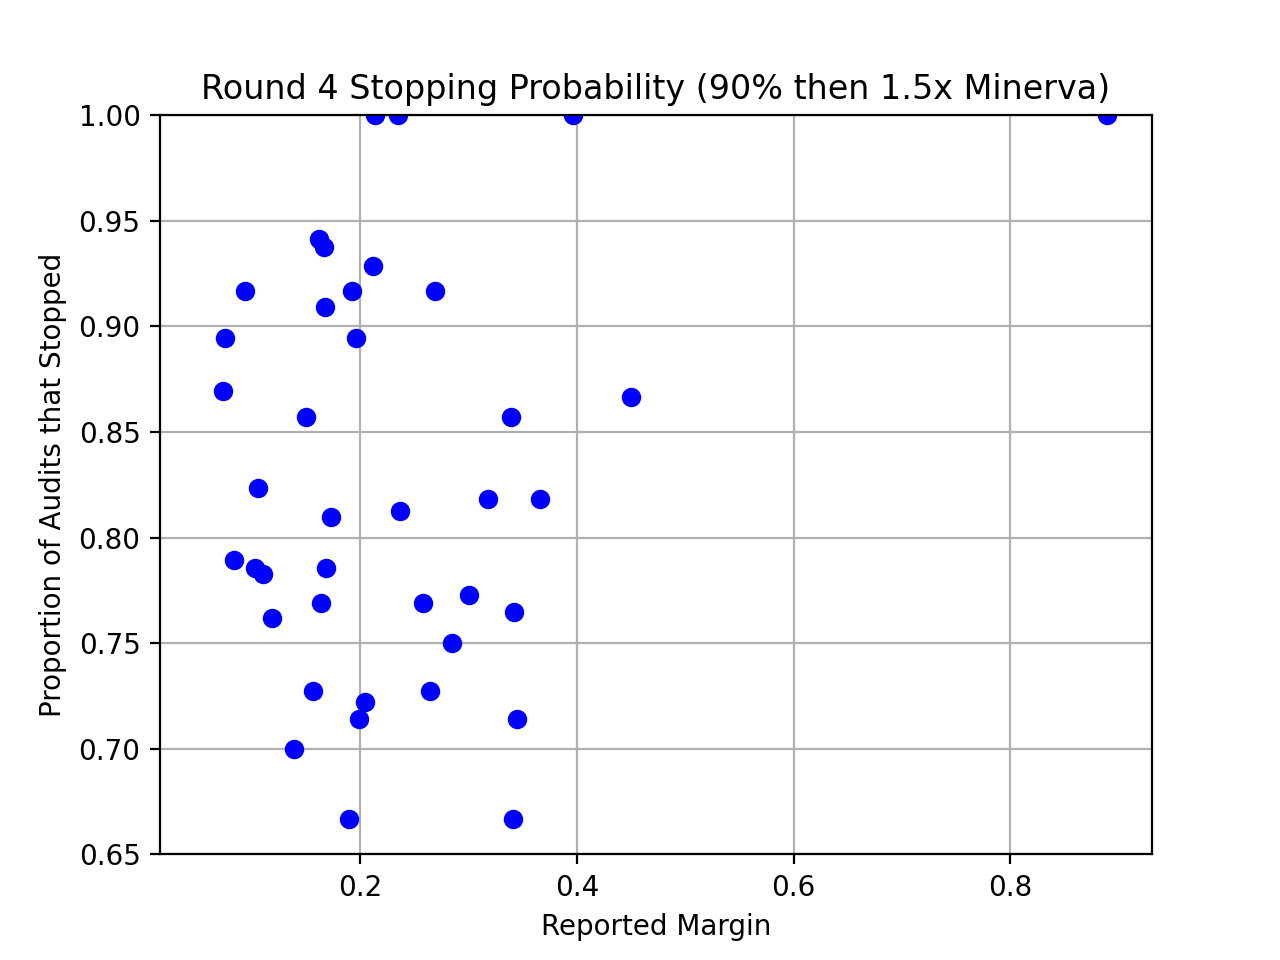 Round 4 Stopping Probability (90% then 1.5x Minerva)
1.00
0.95
0.90
0.85
0.80
0.75
0.70
0.65
Proportion of Audits that Stopped
0.2 0.4 0.6 0.8
Reported Margin